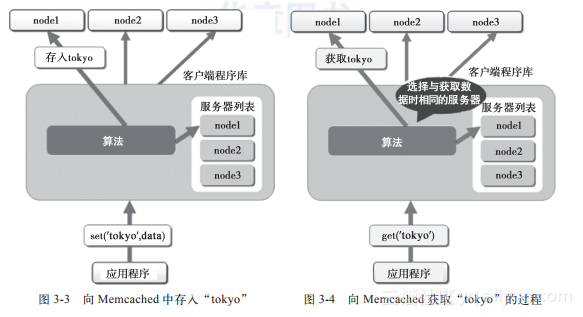 node1
node2
node3
存入tokyo
客户端程序库
服务器列表
算法
node1
node2
node3
set('tokyo',data)
应用程序
图 3-3 向 Memcached 中存入“tokyo”
node1
node2
node3
获取tokyo
客户端程序库
选择与获取数
据时相同的服务器
服务器列表
算法
node1
node2
node3
get('tokyo')
应用程序
图 3-4 向 Memcached 获取“tokyo”的过程